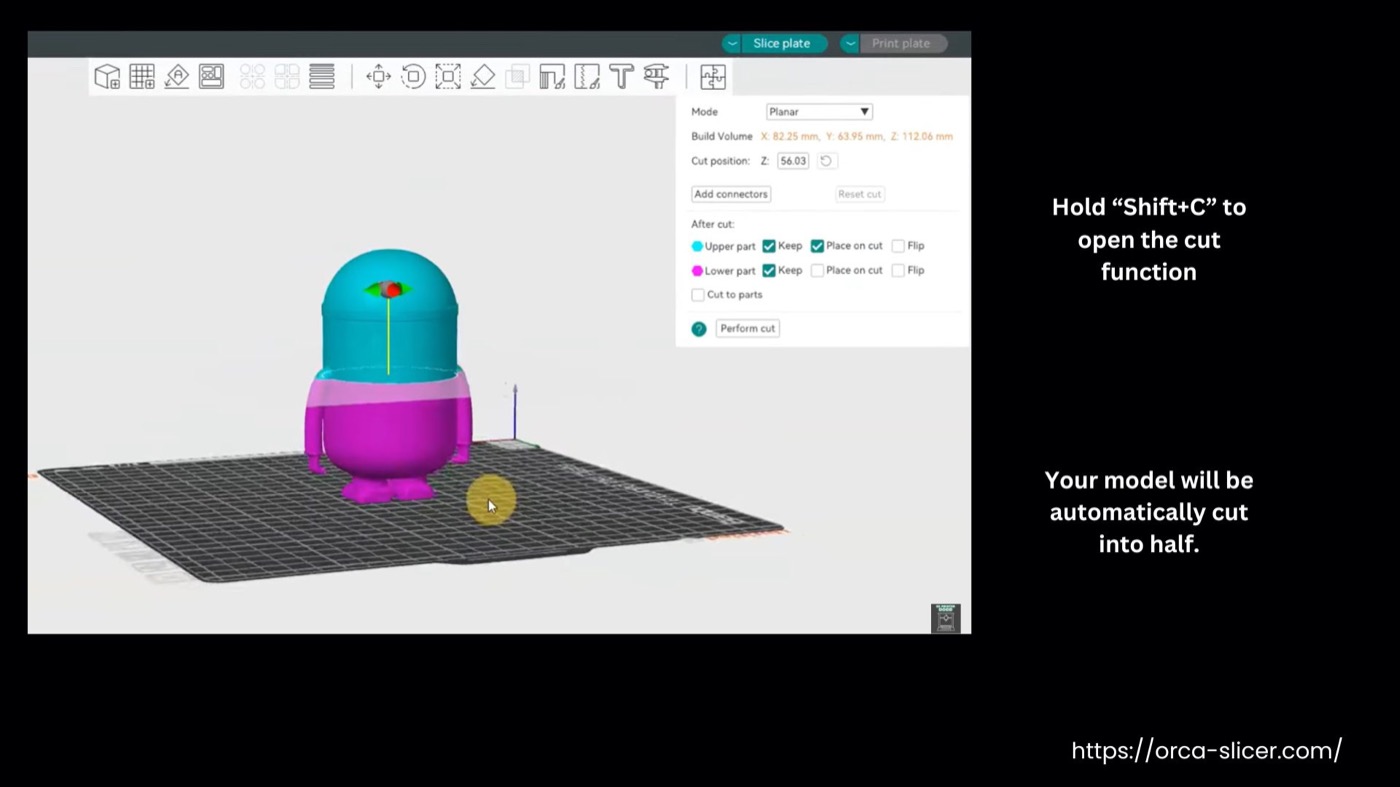 Slice plate
Print plate
Mode Planar
Build Volume X: 82.25 mm, Y: 63.95 mm, Z: 112.06 mm
Cut position: Z: 56.03
Add connectors Reset cut
After cut:
Upper part Keep Place on cut Flip
Lower part Keep Place on cut Flip
Cut to parts
? Perform cut
Hold “Shift+C” to
open the cut
function
Your model will be
automatically cut
into half.
https://orca-slicer.com/